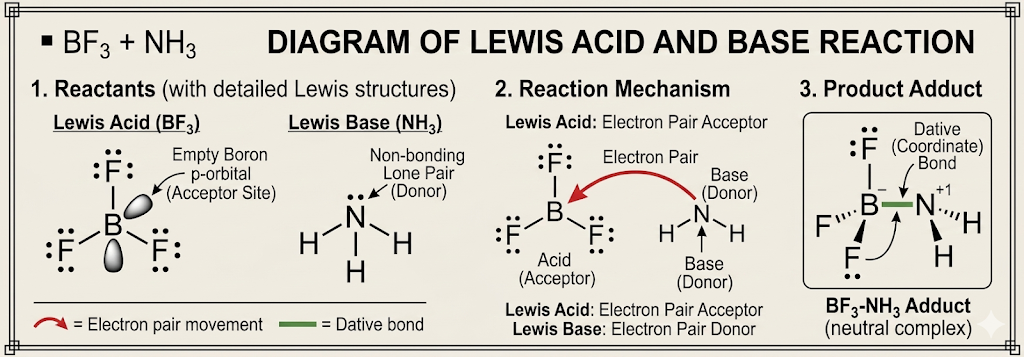 ▪ BF₃ + NH₃
DIAGRAM OF LEWIS ACID AND BASE REACTION
1. Reactants (with detailed Lewis structures)
Lewis Acid (BF₃)
F
B
F
F
Empty Boron
p-orbital
(Acceptor Site)
Lewis Base (NH₃)
Non-bonding
Lone Pair
(Donor)
N
H
H
H
= Electron pair movement
= Dative bond
2. Reaction Mechanism
Lewis Acid: Electron Pair Acceptor
F
B
F
F
Acid
(Acceptor)
Electron Pair
Base
(Donor)
N
H
H
Base
(Donor)
Lewis Acid: Electron Pair Acceptor
Lewis Base: Electron Pair Donor
3. Product Adduct
F
Dative
(Coordinate)
Bond
B⁻
N⁺¹
F
F
H
H
BF₃-NH₃ Adduct
(neutral complex)